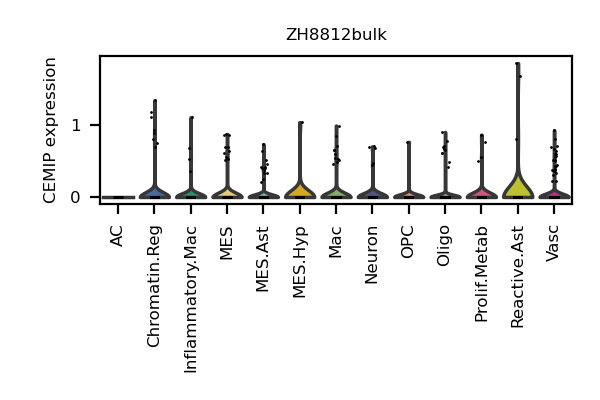 ZH8812bulk
CEMIP expression
1
0
AC
Chromatin.Reg
Inflammatory.Mac
MES
MES.Ast
MES.Hyp
Mac
Neuron
OPC
Oligo
Prolif.Metab
Reactive.Ast
Vasc